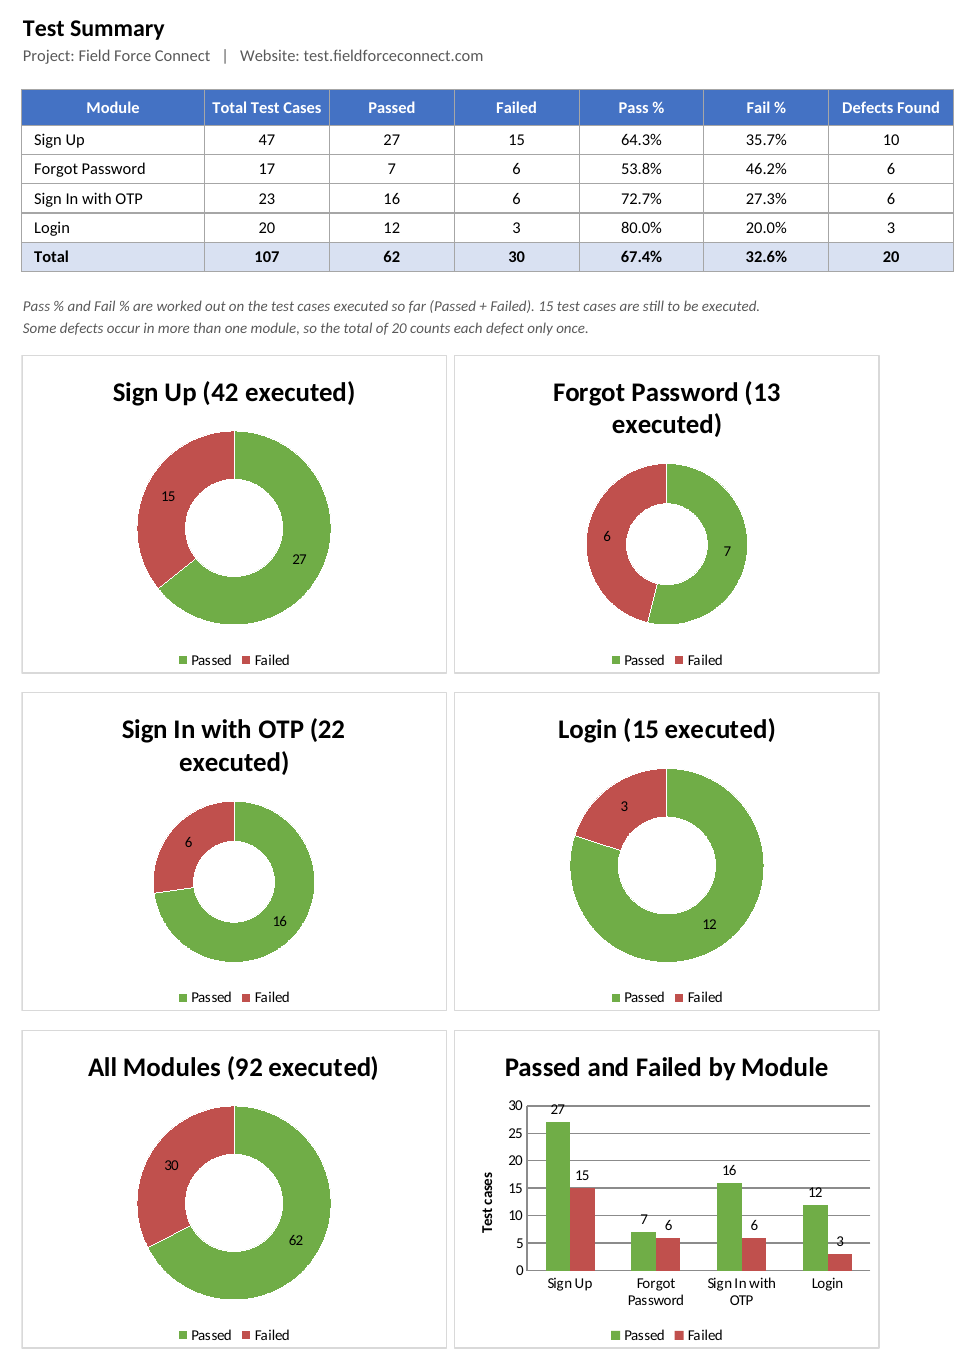 Test Summary
Project: Field Force Connect | Website: test.fieldforceconnect.com
Module Total Test Cases Passed Failed Pass % Fail % Defects Found
Sign Up 47 27 15 64.3% 35.7% 10
Forgot Password 17 7 6 53.8% 46.2% 6
Sign In with OTP 23 16 6 72.7% 27.3% 6
Login 20 12 3 80.0% 20.0% 3
Total 107 62 30 67.4% 32.6% 20
Pass % and Fail % are worked out on the test cases executed so far (Passed + Failed). 15 test cases are still to be executed.
Some defects occur in more than one module, so the total of 20 counts each defect only once.
Sign Up (42 executed)
15
27
Passed Failed
Forgot Password (13
executed)
6
7
Passed Failed
Sign In with OTP (22
executed)
6
16
Passed Failed
Login (15 executed)
3
12
Passed Failed
All Modules (92 executed)
30
62
Passed Failed
Passed and Failed by Module
Test cases
30
25
20
15
10
5
0
27
15
7
6
16
6
12
3
Sign Up
Forgot
Password
Sign In with
OTP
Login
Passed Failed